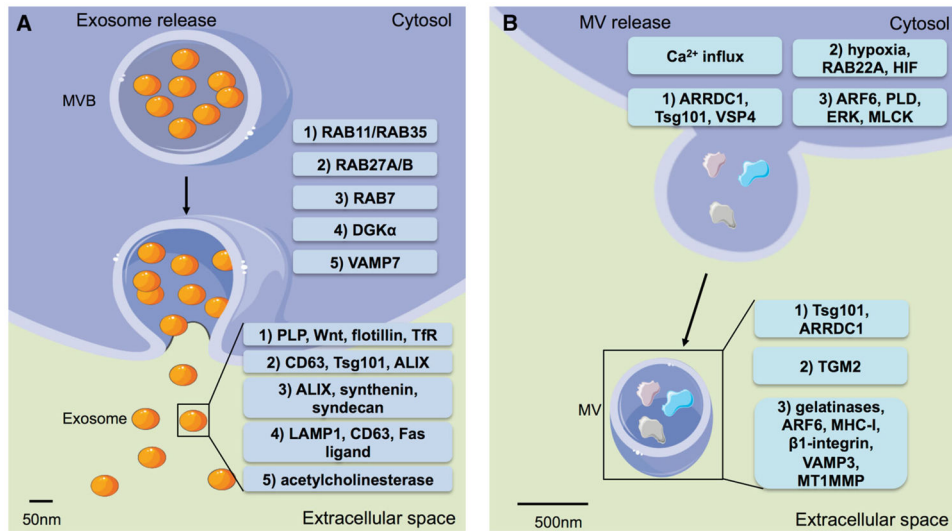 A
Exosome release
Cytosol
MVB
1) RAB11/RAB35
2) RAB27A/B
3) RAB7
4) DGKα
5) VAMP7
1) PLP, Wnt, flotillin, TfR
2) CD63, Tsg101, ALIX
3) ALIX, synthenin,
syndecan
4) LAMP1, CD63, Fas
ligand
5) acetylcholinesterase
Exosome
50nm
Extracellular space
B
MV release
Cytosol
Ca²⁺ influx
2) hypoxia,
RAB22A, HIF
1) ARRDC1,
Tsg101, VSP4
3) ARF6, PLD,
ERK, MLCK
1) Tsg101,
ARRDC1
2) TGM2
MV
3) gelatinases,
ARF6, MHC-I,
β1-integrin,
VAMP3,
MT1MMP
500nm
Extracellular space